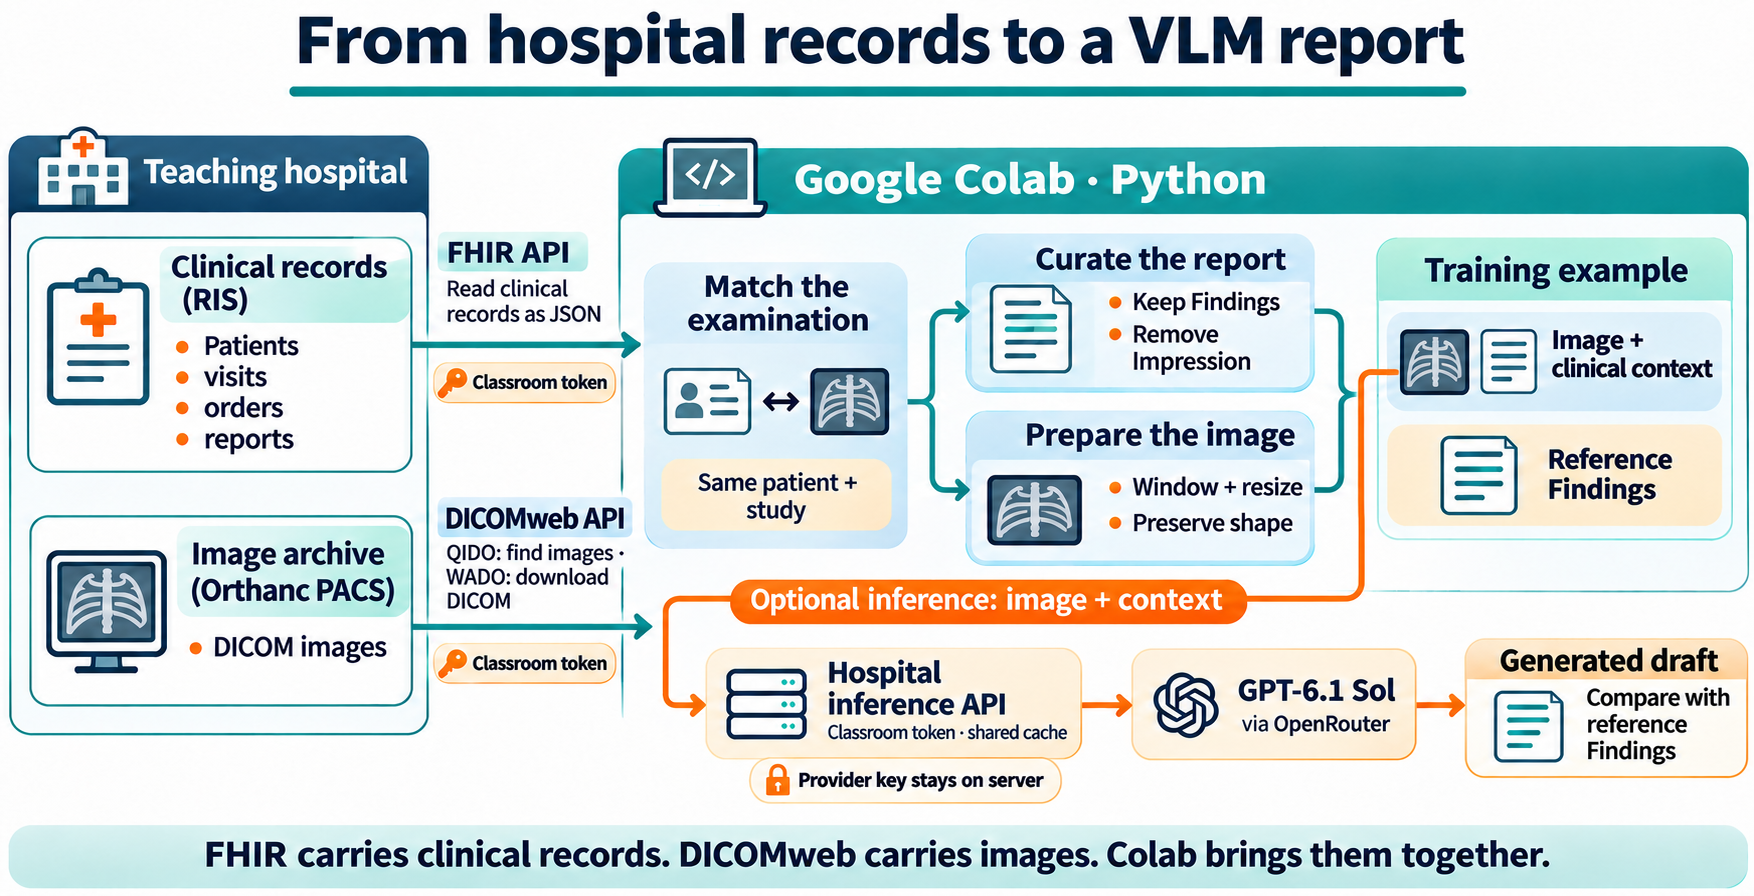 From hospital records to a VLM report
Teaching hospital
Clinical records
(RIS)
• Patients
• visits
• orders
• reports
Image archive
(Orthanc PACS)
• DICOM images
FHIR API
Read clinical
records as JSON
Classroom token
DICOMweb API
QIDO: find images ·
WADO: download
DICOM
Classroom token
</> Google Colab · Python
Match the
examination
Same patient +
study
Curate the report
• Keep Findings
• Remove
Impression
Prepare the image
• Window + resize
• Preserve shape
Training example
Image +
clinical context
Reference
Findings
Optional inference: image + context
Hospital
inference API
Classroom token · shared cache
Provider key stays on server
GPT-6.1 Sol
via OpenRouter
Generated draft
Compare with
reference
Findings
FHIR carries clinical records. DICOMweb carries images. Colab brings them together.